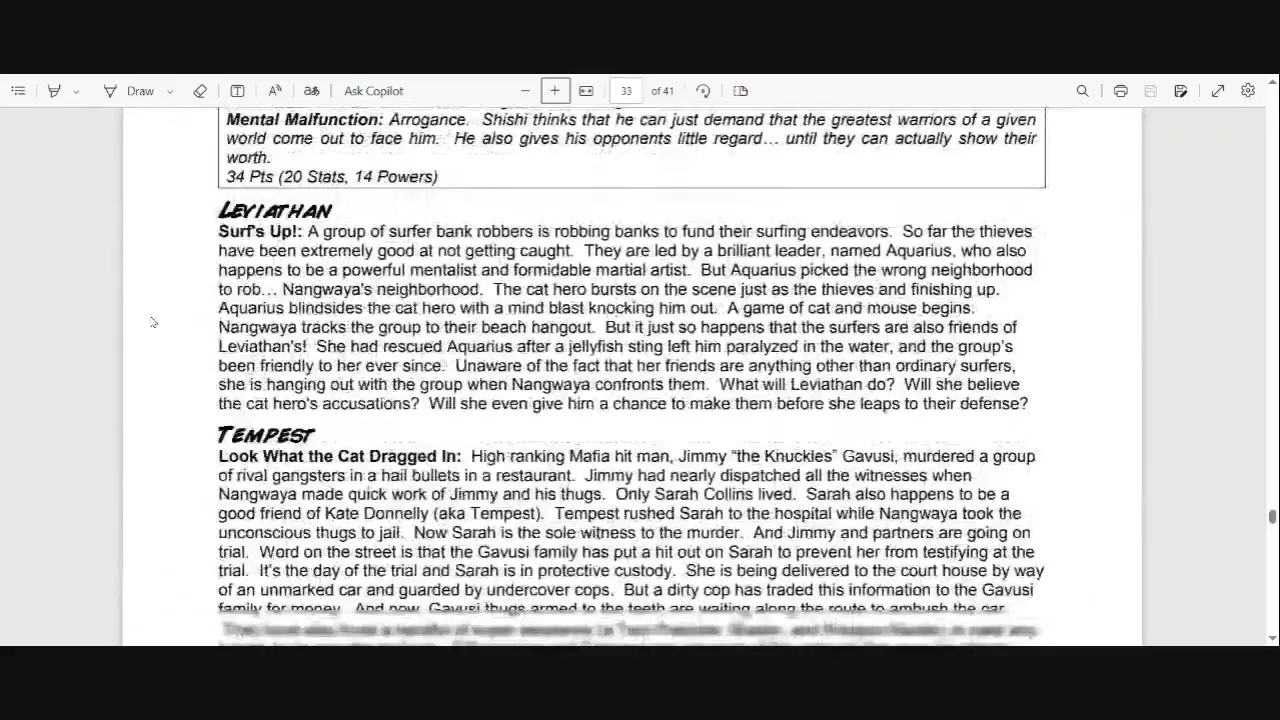 Draw
Ask Copilot
33 of 41
Mental Malfunction: Arrogance. Shishi thinks that he can just demand that the greatest warriors of a given
world come out to face him. He also gives his opponents little regard… until they can actually show their
worth.
34 Pts (20 Stats, 14 Powers)
LEVIATHAN
Surf's Up!: A group of surfer bank robbers is robbing banks to fund their surfing endeavors. So far the thieves
have been extremely good at not getting caught. They are led by a brilliant leader, named Aquarius, who also
happens to be a powerful mentalist and formidable martial artist. But Aquarius picked the wrong neighborhood
to rob… Nangwaya's neighborhood. The cat hero bursts on the scene just as the thieves and finishing up.
Aquarius blindsides the cat hero with a mind blast knocking him out. A game of cat and mouse begins.
Nangwaya tracks the group to their beach hangout. But it just so happens that the surfers are also friends of
Leviathan's! She had rescued Aquarius after a jellyfish sting left him paralyzed in the water, and the group's
been friendly to her ever since. Unaware of the fact that her friends are anything other than ordinary surfers,
she is hanging out with the group when Nangwaya confronts them. What will Leviathan do? Will she believe
the cat hero's accusations? Will she even give him a chance to make them before she leaps to their defense?
TEMPEST
Look What the Cat Dragged In: High ranking Mafia hit man, Jimmy "the Knuckles" Gavusi, murdered a group
of rival gangsters in a hail bullets in a restaurant. Jimmy had nearly dispatched all the witnesses when
Nangwaya made quick work of Jimmy and his thugs. Only Sarah Collins lived. Sarah also happens to be a
good friend of Kate Donnelly (aka Tempest). Tempest rushed Sarah to the hospital while Nangwaya took the
unconscious thugs to jail. Now Sarah is the sole witness to the murder. And Jimmy and partners are going on
trial. Word on the street is that the Gavusi family has put a hit out on Sarah to prevent her from testifying at the
trial. It's the day of the trial and Sarah is in protective custody. She is being delivered to the court house by way
of an unmarked car and guarded by undercover cops. But a dirty cop has traded this information to the Gavusi
family for money. And now, Gavusi thugs armed to the teeth are waiting along the route to ambush the car.